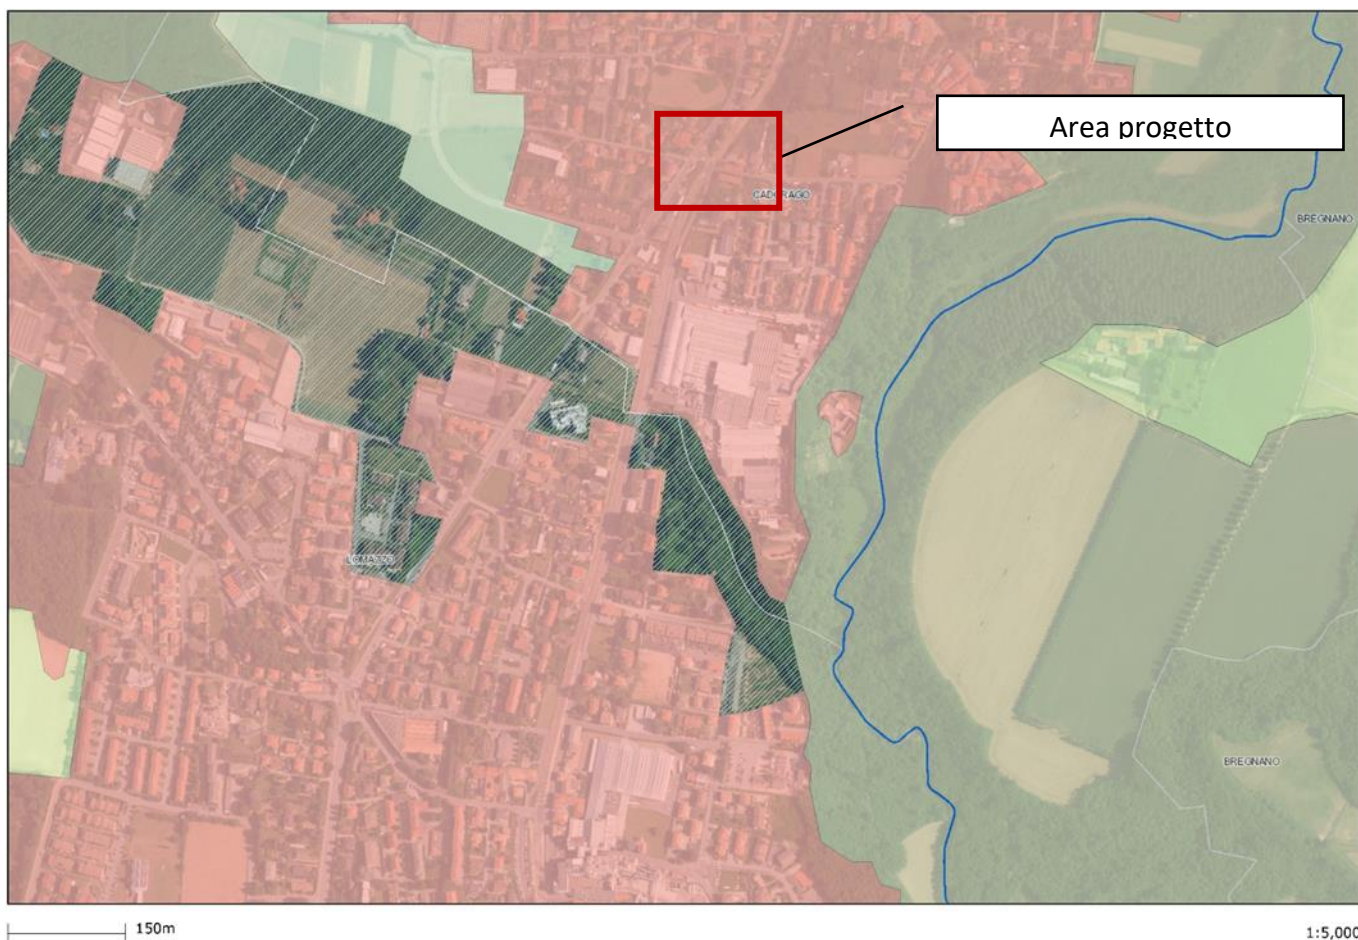 Area progetto
CADORAGO
BREGNANO
LOMAZZO
BREGNANO
150m
1:5,000